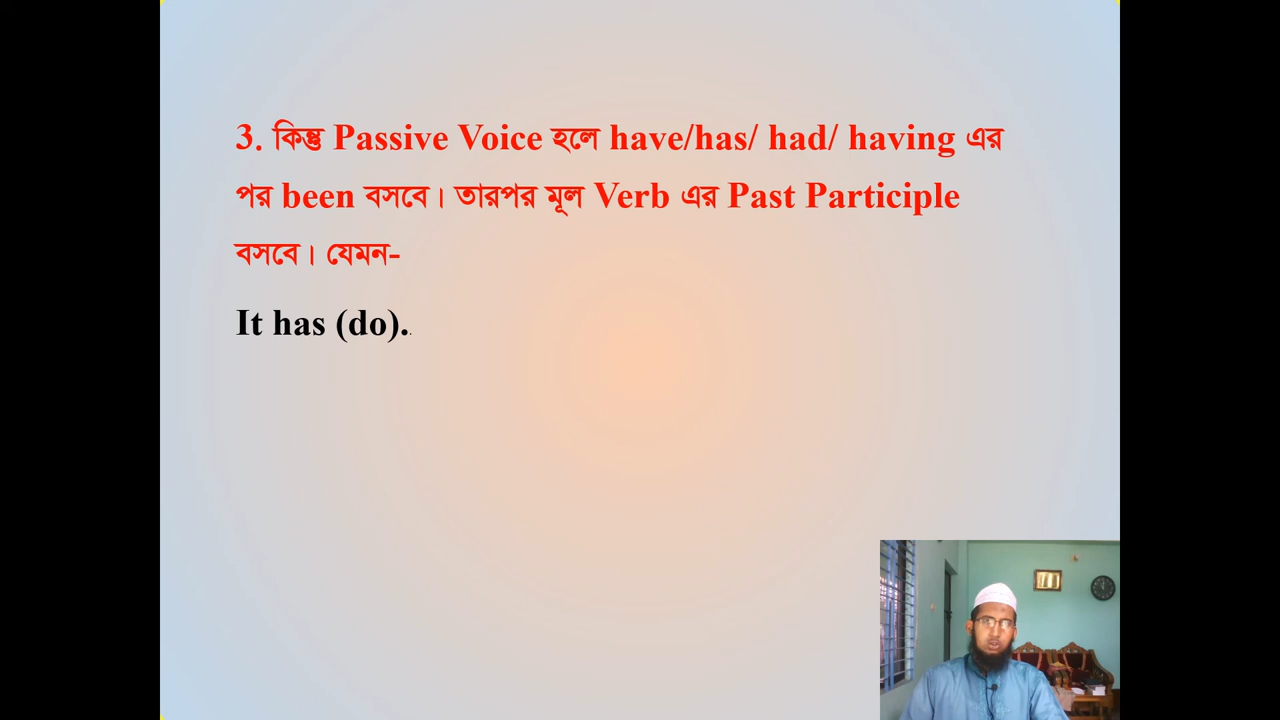 3. কিন্তু Passive Voice হলে have/has/ had/ having এর
পর been বসবে। তারপর মূল Verb এর Past Participle
বসবে। যেমন-
It has (do)..